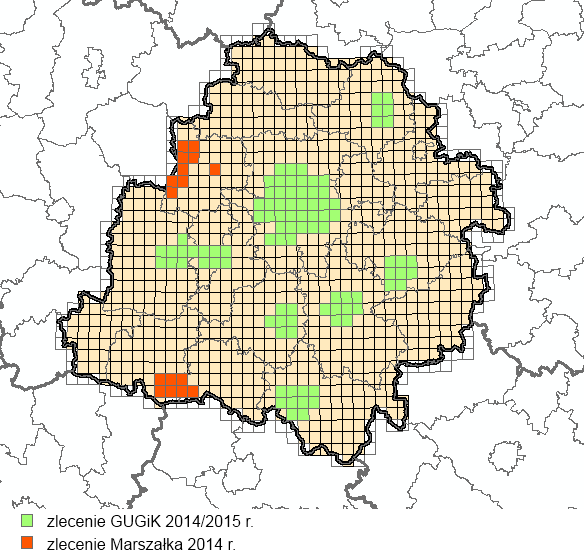 zlecenie GUGiK 2014/2015 r.
zlecenie Marszałka 2014 r.